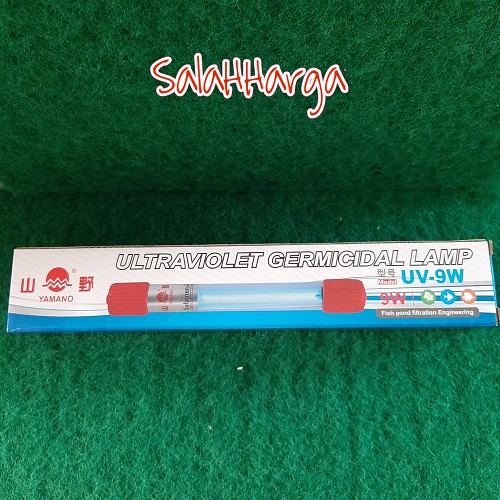 SalaHHarga
ULTRAVIOLET GERMICIDAL LAMP
山 野
YAMANO
型号
Model UV-9W
9W
Fish pond filtration Engineering